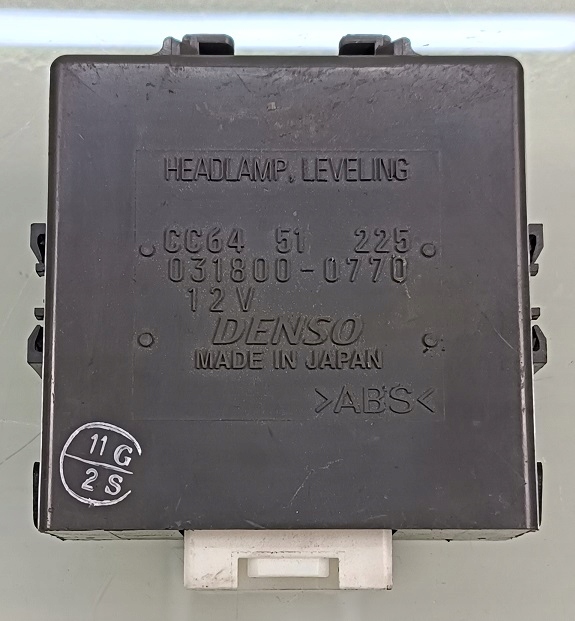 HEADLAMP, LEVELING
CC64 51 225
031800-0770
12V
DENSO
MADE IN JAPAN
>ABS<
11 G
2 S